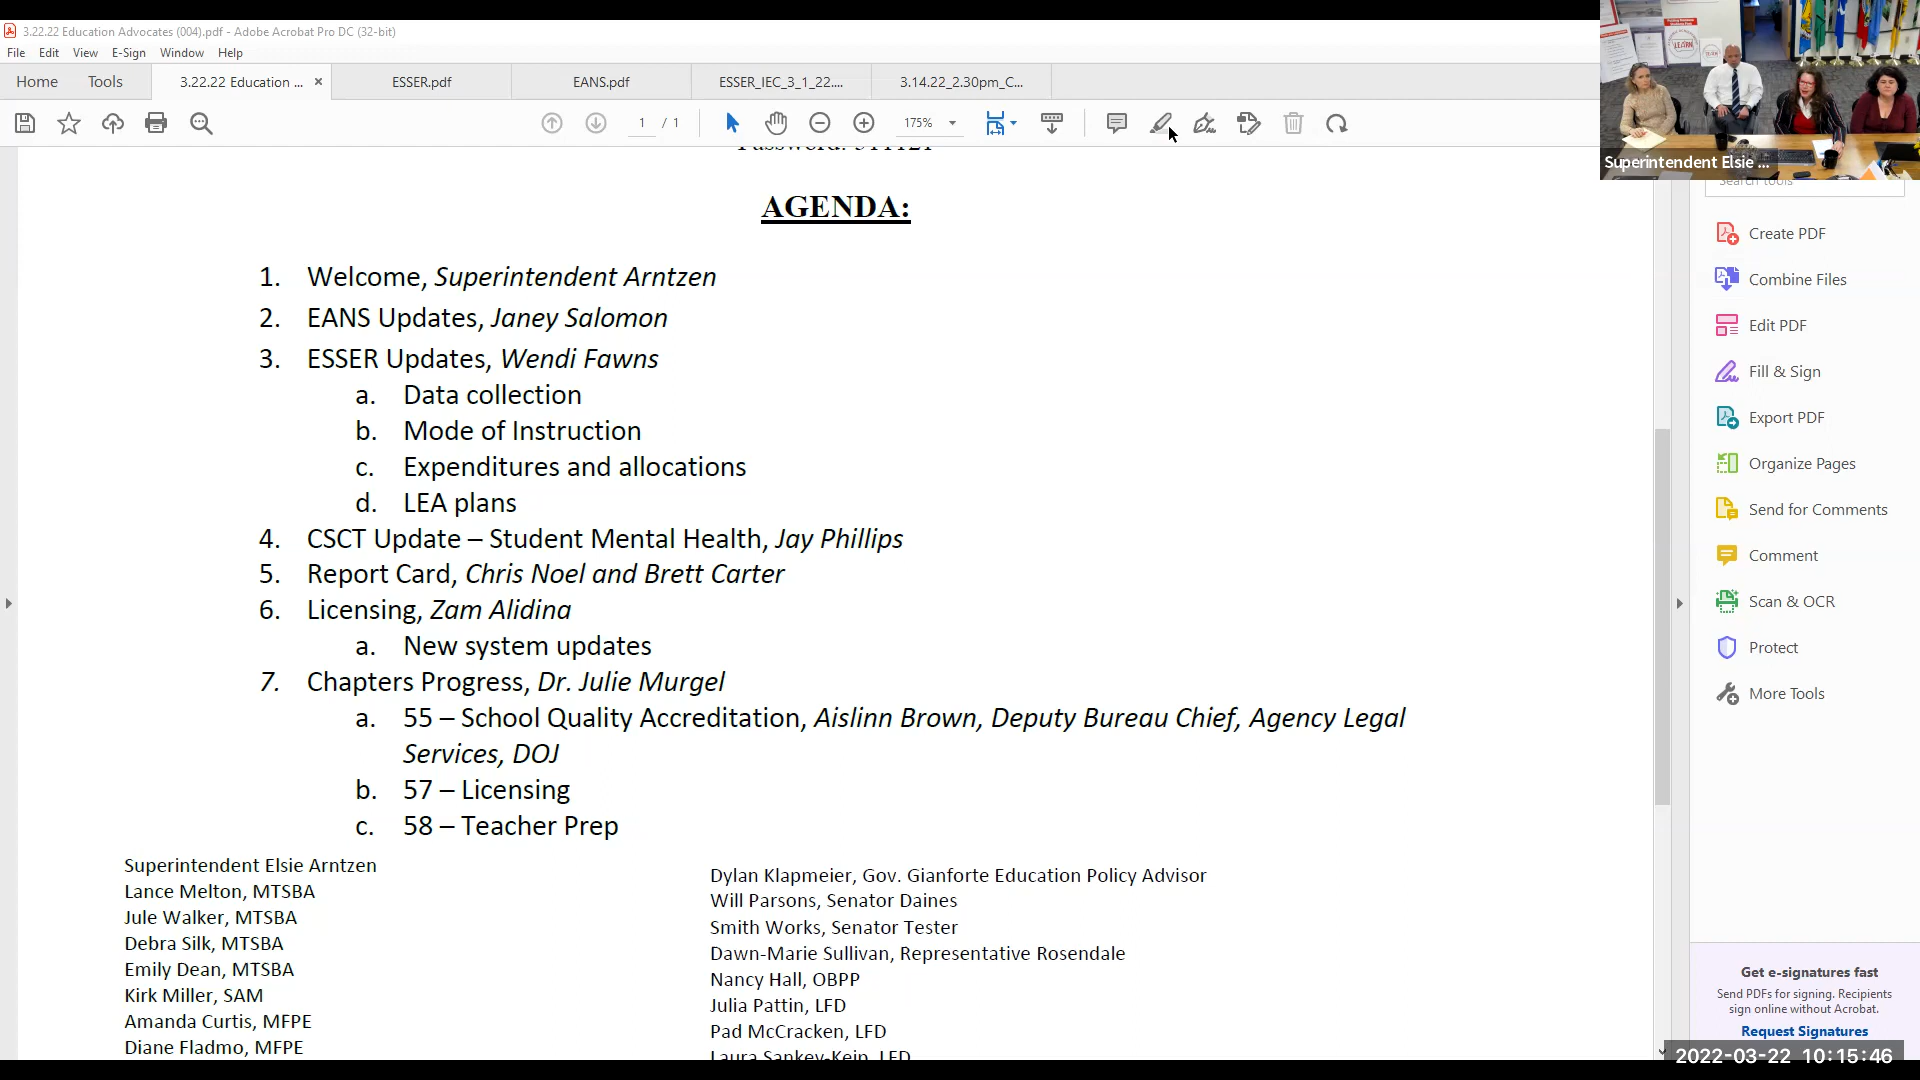 3.22.22 Education Advocates (004).pdf - Adobe Acrobat Pro DC (32-bit)
File Edit View E-Sign Window Help
Home Tools 3.22.22 Education ... × ESSER.pdf EANS.pdf ESSER_IEC_3_1_22.... 3.14.22_2.30pm_C...
1 / 1 175%
LEARN
Superintendent Elsie ...
AGENDA:
1. Welcome, Superintendent Arntzen
2. EANS Updates, Janey Salomon
3. ESSER Updates, Wendi Fawns
a. Data collection
b. Mode of Instruction
c. Expenditures and allocations
d. LEA plans
4. CSCT Update – Student Mental Health, Jay Phillips
5. Report Card, Chris Noel and Brett Carter
6. Licensing, Zam Alidina
a. New system updates
7. Chapters Progress, Dr. Julie Murgel
a. 55 – School Quality Accreditation, Aislinn Brown, Deputy Bureau Chief, Agency Legal
Services, DOJ
b. 57 – Licensing
c. 58 – Teacher Prep
Superintendent Elsie Arntzen
Lance Melton, MTSBA
Jule Walker, MTSBA
Debra Silk, MTSBA
Emily Dean, MTSBA
Kirk Miller, SAM
Amanda Curtis, MFPE
Diane Fladmo, MFPE
Dylan Klapmeier, Gov. Gianforte Education Policy Advisor
Will Parsons, Senator Daines
Smith Works, Senator Tester
Dawn-Marie Sullivan, Representative Rosendale
Nancy Hall, OBPP
Julia Pattin, LFD
Pad McCracken, LFD
Laura Sankey-Keip, LFD
Search tools
Create PDF
Combine Files
Edit PDF
Fill & Sign
Export PDF
Organize Pages
Send for Comments
Comment
Scan & OCR
Protect
More Tools
Get e-signatures fast
Send PDFs for signing. Recipients
sign online without Acrobat.
Request Signatures
2022-03-22 10:15:46